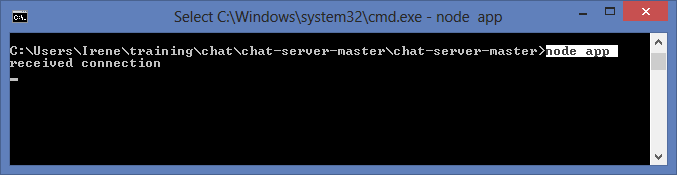 Select C:\Windows\system32\cmd.exe - node  app
C:\Users\Irene\training\chat\chat-server-master\chat-server-master>node app
received connection